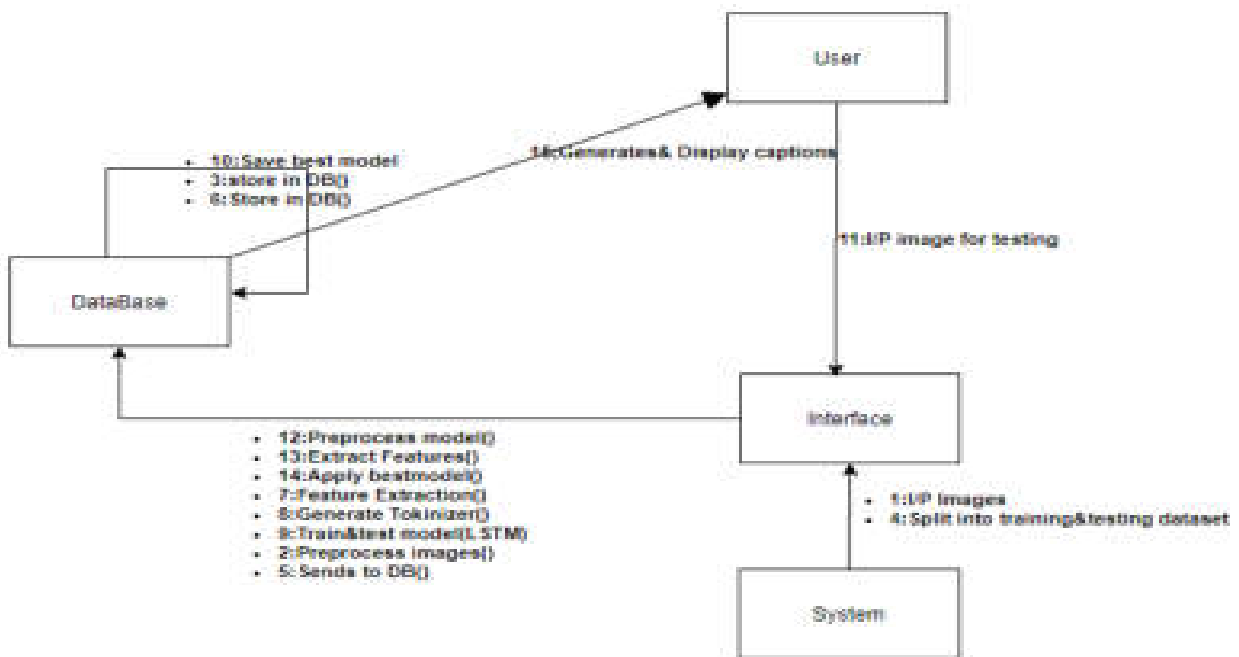 User
:Generates& Display captions
10:Save best model
3:store in DB()
6:Store in DB()
11:I/P image for testing
DataBase
Interface
12:Preprocess model()
13:Extract Features()
14:Apply bestmodel()
7:Feature Extraction()
8:Generate Tokinizer()
9:Train&test model(LSTM)
2:Preprocess images()
5:Sends to DB()
1:I/P Images
4:Split into training&testing dataset
System